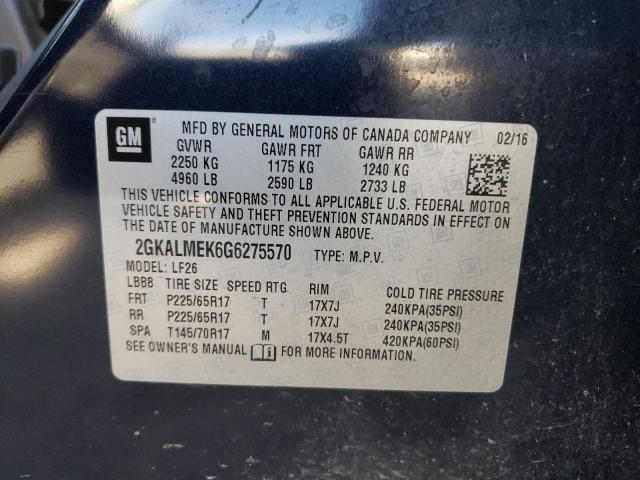 GM
MFD BY GENERAL MOTORS OF CANADA COMPANY 02/16
GVWR GAWR FRT GAWR RR
2250 KG 1175 KG 1240 KG
4960 LB 2590 LB 2733 LB
THIS VEHICLE CONFORMS TO ALL APPLICABLE U.S. FEDERAL MOTOR
VEHICLE SAFETY AND THEFT PREVENTION STANDARDS IN EFFECT ON
THE DATE OF MANUFACTURE SHOWN ABOVE.
2GKALMEK6G6275570 TYPE: M.P.V.
MODEL: LF26
LBB8 TIRE SIZE SPEED RTG RIM COLD TIRE PRESSURE
FRT P225/65R17 T 17X7J 240KPA(35PSI)
RR P225/65R17 T 17X7J 240KPA(35PSI)
SPA T145/70R17 M 17X4.5T 420KPA(60PSI)
SEE OWNER'S MANUAL FOR MORE INFORMATION.